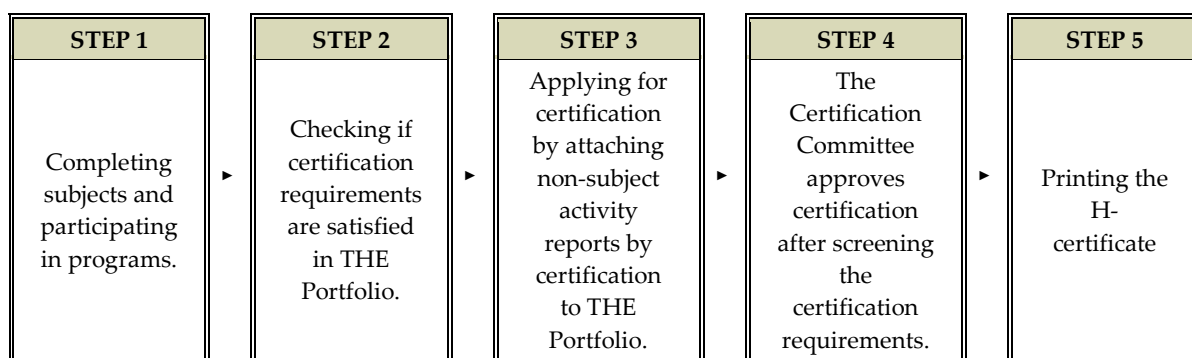 STEP 1
Completing
subjects and
participating
in programs.
STEP 2
Checking if
certification
requirements
are satisfied
in THE
Portfolio.
STEP 3
Applying for
certification
by attaching
non-subject
activity
reports by
certification
to THE
Portfolio.
STEP 4
The
Certification
Committee
approves
certification
after screening
the
certification
requirements.
STEP 5
Printing the
H-
certificate